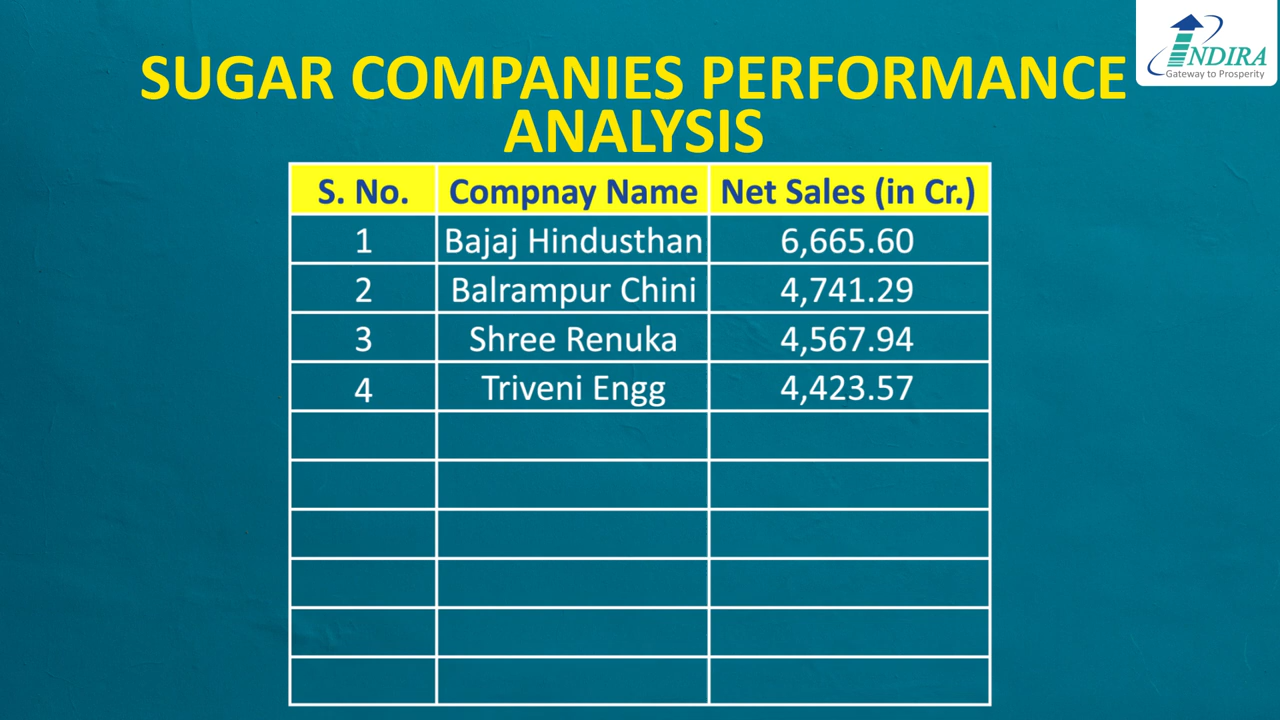 INDIRA
Gateway to Prosperity
SUGAR COMPANIES PERFORMANCE
ANALYSIS
S. No. Compnay Name Net Sales (in Cr.)
1 Bajaj Hindusthan 6,665.60
2 Balrampur Chini 4,741.29
3 Shree Renuka 4,567.94
4 Triveni Engg 4,423.57